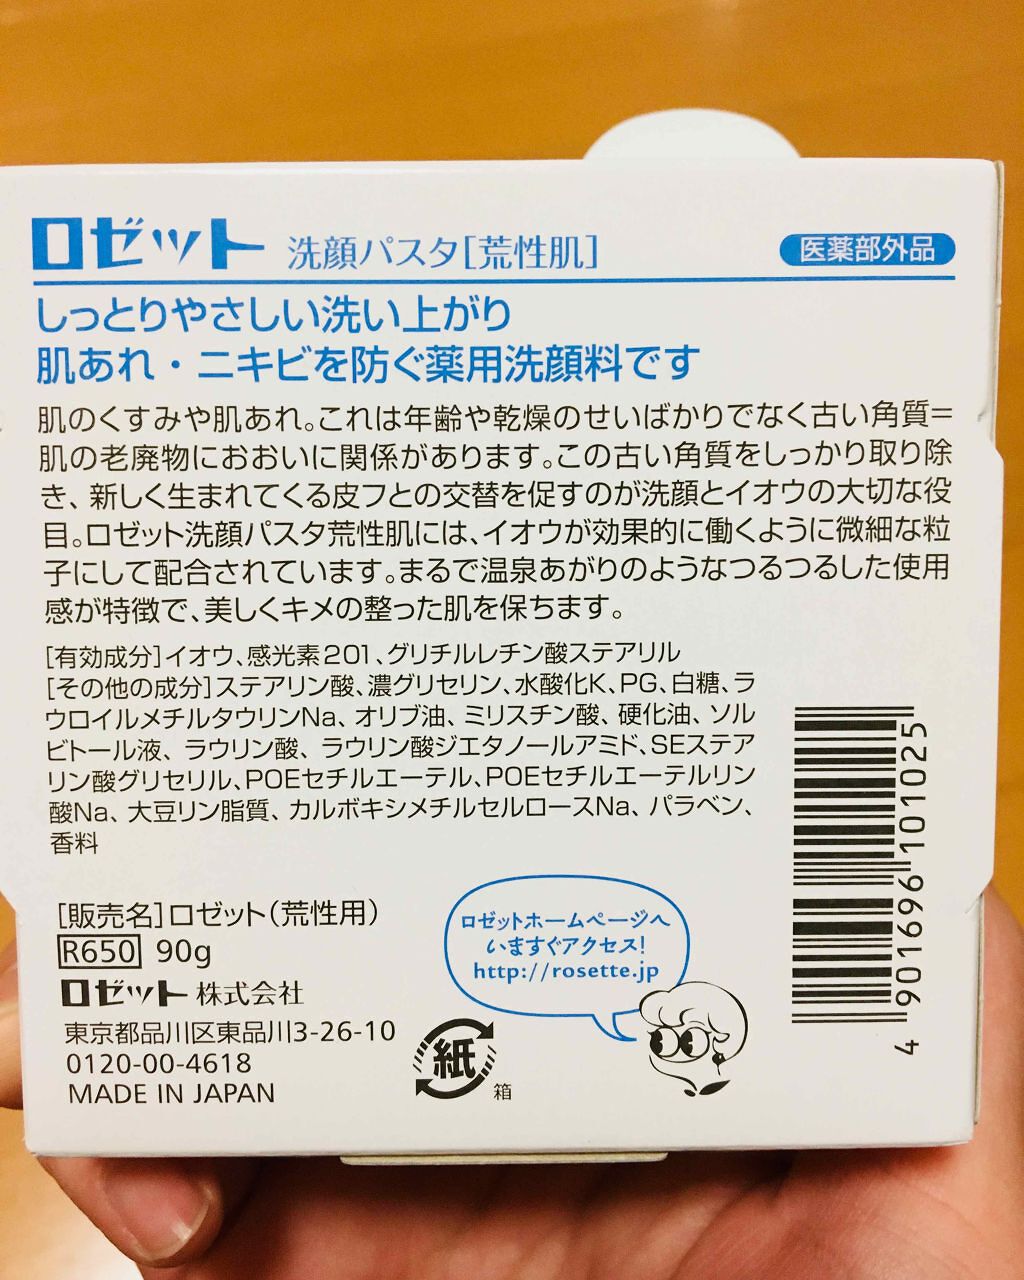 ロゼット 洗顔パスタ[荒性肌] 医薬部外品
しっとりやさしい洗い上がり
肌あれ・ニキビを防ぐ薬用洗顔料です
肌のくすみや肌あれ。これは年齢や乾燥のせいばかりでなく古い角質＝
肌の老廃物におおいに関係があります。この古い角質をしっかり取り除
き、新しく生まれてくる皮フとの交替を促すのが洗顔とイオウの大切な役
目。ロゼット洗顔パスタ荒性肌には、イオウが効果的に働くように微細な粒
子にして配合されています。まるで温泉あがりのようなつるつるした使用
感が特徴で、美しくキメの整った肌を保ちます。
[有効成分]イオウ、感光素201、グリチルレチン酸ステアリル
[その他の成分]ステアリン酸、濃グリセリン、水酸化K、PG、白糖、ラ
ウロイルメチルタウリンNa、オリブ油、ミリスチン酸、硬化油、ソル
ビトール液、ラウリン酸、ラウリン酸ジエタノールアミド、SEステア
リン酸グリセリル、POEセチルエーテル、POEセチルエーテルリン
酸Na、大豆リン脂質、カルボキシメチルセルロースNa、パラベン、
香料
[販売名]ロゼット(荒性用)
R650 90g
ロゼット株式会社
東京都品川区東品川3-26-10
0120-00-4618
MADE IN JAPAN
紙
箱
ロゼットホームページへ
いますぐアクセス!
http://rosette.jp
4 901696 101025